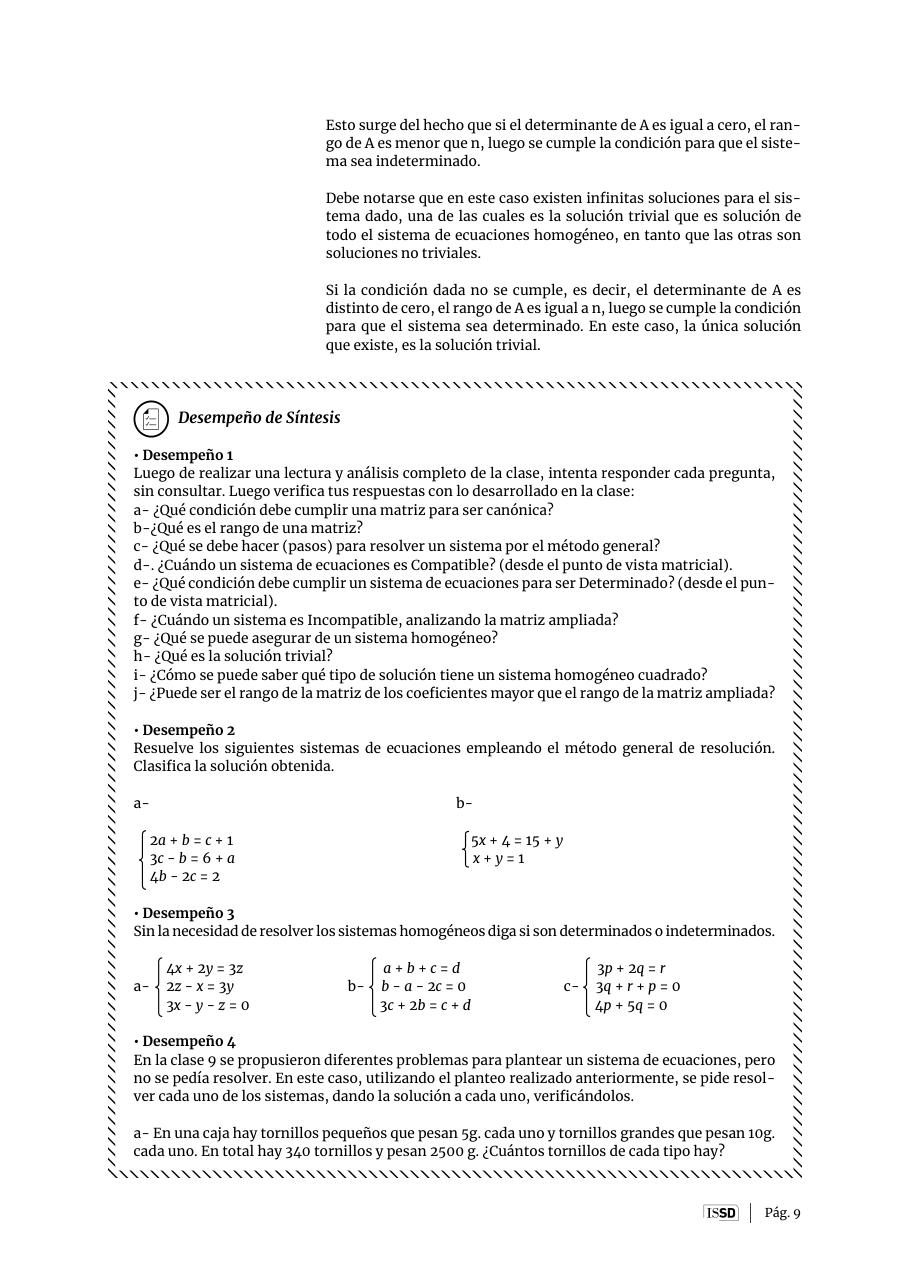 Esto surge del hecho que si el determinante de A es igual a cero, el ran-
go de A es menor que n, luego se cumple la condición para que el siste-
ma sea indeterminado.
Debe notarse que en este caso existen infinitas soluciones para el sis-
tema dado, una de las cuales es la solución trivial que es solución de
todo el sistema de ecuaciones homogéneo, en tanto que las otras son
soluciones no triviales.
Si la condición dada no se cumple, es decir, el determinante de A es
distinto de cero, el rango de A es igual a n, luego se cumple la condición
para que el sistema sea determinado. En este caso, la única solución
que existe, es la solución trivial.
Desempeño de Síntesis
• Desempeño 1
Luego de realizar una lectura y análisis completo de la clase, intenta responder cada pregunta,
sin consultar. Luego verifica tus respuestas con lo desarrollado en la clase:
a- ¿Qué condición debe cumplir una matriz para ser canónica?
b-¿Qué es el rango de una matriz?
c- ¿Qué se debe hacer (pasos) para resolver un sistema por el método general?
d-. ¿Cuándo un sistema de ecuaciones es Compatible? (desde el punto de vista matricial).
e- ¿Qué condición debe cumplir un sistema de ecuaciones para ser Determinado? (desde el pun-
to de vista matricial).
f- ¿Cuándo un sistema es Incompatible, analizando la matriz ampliada?
g- ¿Qué se puede asegurar de un sistema homogéneo?
h- ¿Qué es la solución trivial?
i- ¿Cómo se puede saber qué tipo de solución tiene un sistema homogéneo cuadrado?
j- ¿Puede ser el rango de la matriz de los coeficientes mayor que el rango de la matriz ampliada?
• Desempeño 2
Resuelve los siguientes sistemas de ecuaciones empleando el método general de resolución.
Clasifica la solución obtenida.
a-
2a + b = c + 1
3c - b = 6 + a
4b - 2c = 2
b-
5x + 4 = 15 + y
x + y = 1
• Desempeño 3
Sin la necesidad de resolver los sistemas homogéneos diga si son determinados o indeterminados.
a-
4x + 2y = 3z
2z - x = 3y
3x - y - z = 0
b-
a + b + c = d
b - a - 2c = 0
3c + 2b = c + d
c-
3p + 2q = r
3q + r + p = 0
4p + 5q = 0
• Desempeño 4
En la clase 9 se propusieron diferentes problemas para plantear un sistema de ecuaciones, pero
no se pedía resolver. En este caso, utilizando el planteo realizado anteriormente, se pide resol-
ver cada uno de los sistemas, dando la solución a cada uno, verificándolos.
a- En una caja hay tornillos pequeños que pesan 5g. cada uno y tornillos grandes que pesan 10g.
cada uno. En total hay 340 tornillos y pesan 2500 g. ¿Cuántos tornillos de cada tipo hay?
ISSD
Pág. 9